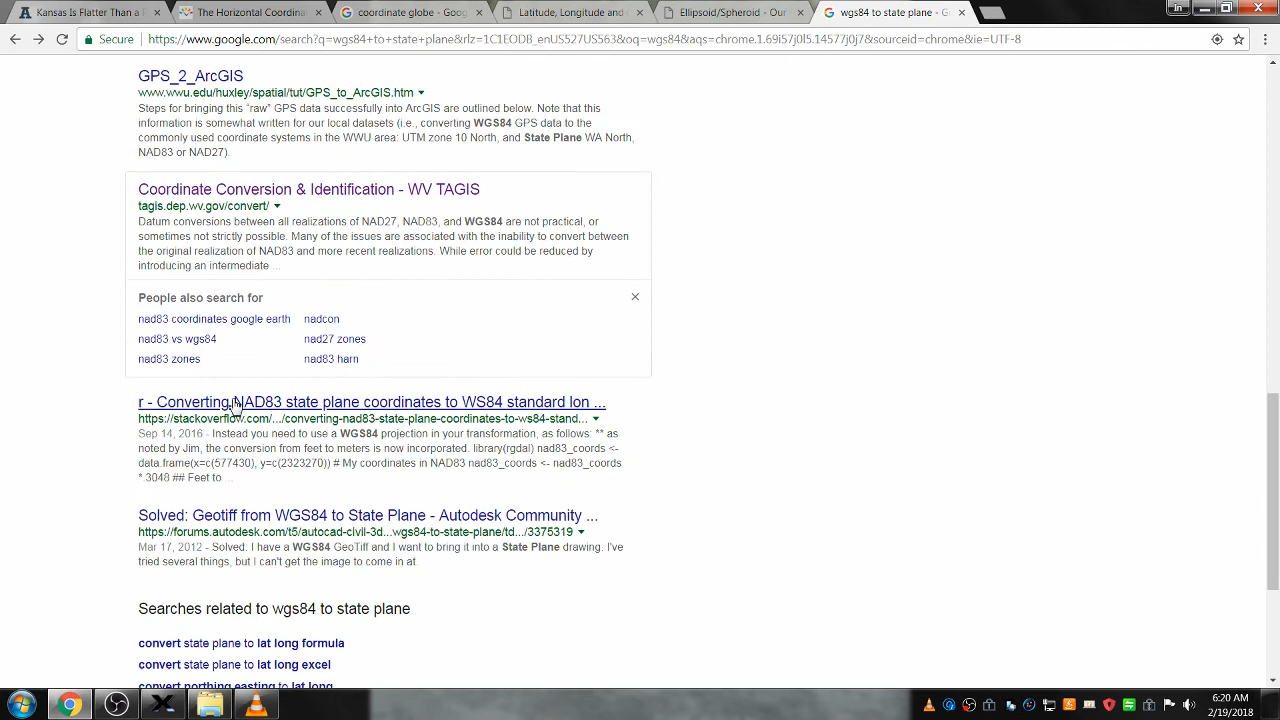 Kansas Is Flatter Than a P
The Horizontal Coordina
coordinate globe - Goo
Latitude, Longitude and
Ellipsoid/Spheroid - Our
wgs84 to state plane - G
Secure
https://www.google.com/search?q=wgs84+to+state+plane&rlz=1C1EODB_enUS527US563&oq=wgs84&aqs=chrome.1.69i57j0l5.14577j0j7&sourceid=chrome&ie=UTF-8
GPS_2_ArcGIS
www.wwu.edu/huxley/spatial/tut/GPS_to_ArcGIS.htm
Steps for bringing this “raw” GPS data successfully into ArcGIS are outlined below. Note that this
information is somewhat written for our local datasets (i.e., converting WGS84 GPS data to the
commonly used coordinate systems in the WWU area: UTM zone 10 North, and State Plane WA North,
NAD83 or NAD27).
Coordinate Conversion & Identification - WV TAGIS
tagis.dep.wv.gov/convert/
Datum conversions between all realizations of NAD27, NAD83, and WGS84 are not practical, or
sometimes not strictly possible. Many of the issues are associated with the inability to convert between
the original realization of NAD83 and more recent realizations. While error could be reduced by
introducing an intermediate ...
People also search for
nad83 coordinates google earth
nadcon
nad83 vs wgs84
nad27 zones
nad83 zones
nad83 harn
r - Converting NAD83 state plane coordinates to WS84 standard lon ...
https://stackoverflow.com/.../converting-nad83-state-plane-coordinates-to-ws84-stand...
Sep 14, 2016 - Instead you need to use a WGS84 projection in your transformation, as follows: ** as
noted by Jim, the conversion from feet to meters is now incorporated. library(rgdal) nad83_coords <-
data.frame(x=c(577430), y=c(2323270)) # My coordinates in NAD83 nad83_coords <- nad83_coords
*.3048 ## Feet to ...
Solved: Geotiff from WGS84 to State Plane - Autodesk Community ...
https://forums.autodesk.com/t5/autocad-civil-3d...wgs84-to-state-plane/td.../3375319
Mar 17, 2012 - Solved. I have a WGS84 GeoTiff and I want to bring it into a State Plane drawing. I've
tried several things, but I can't get the image to come in at.
Searches related to wgs84 to state plane
convert state plane to lat long formula
convert state plane to lat long excel
convert northing easting to lat long
6:20 AM
2/19/2018